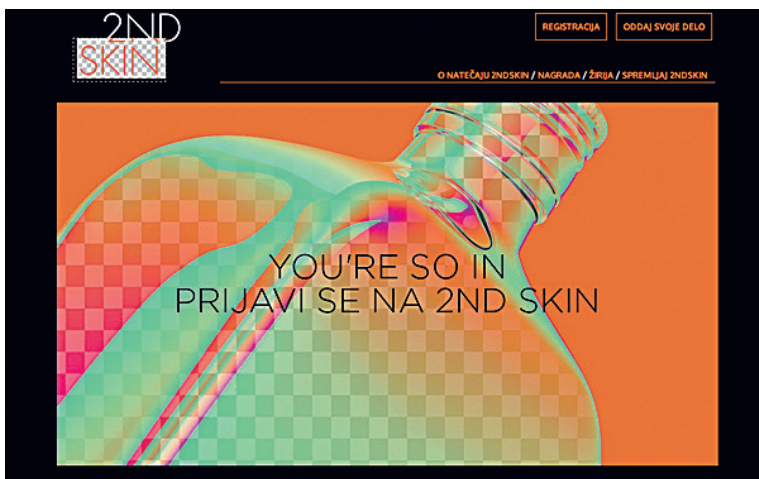 2ND
SKIN
REGISTRACIJA
ODDAJ SVOJE DELO
O NATEČAJU 2NDSKIN / NAGRADA / ŽIRIJA / SPREMLJAJ 2NDSKIN
YOU'RE SO IN
PRIJAVI SE NA 2ND SKIN